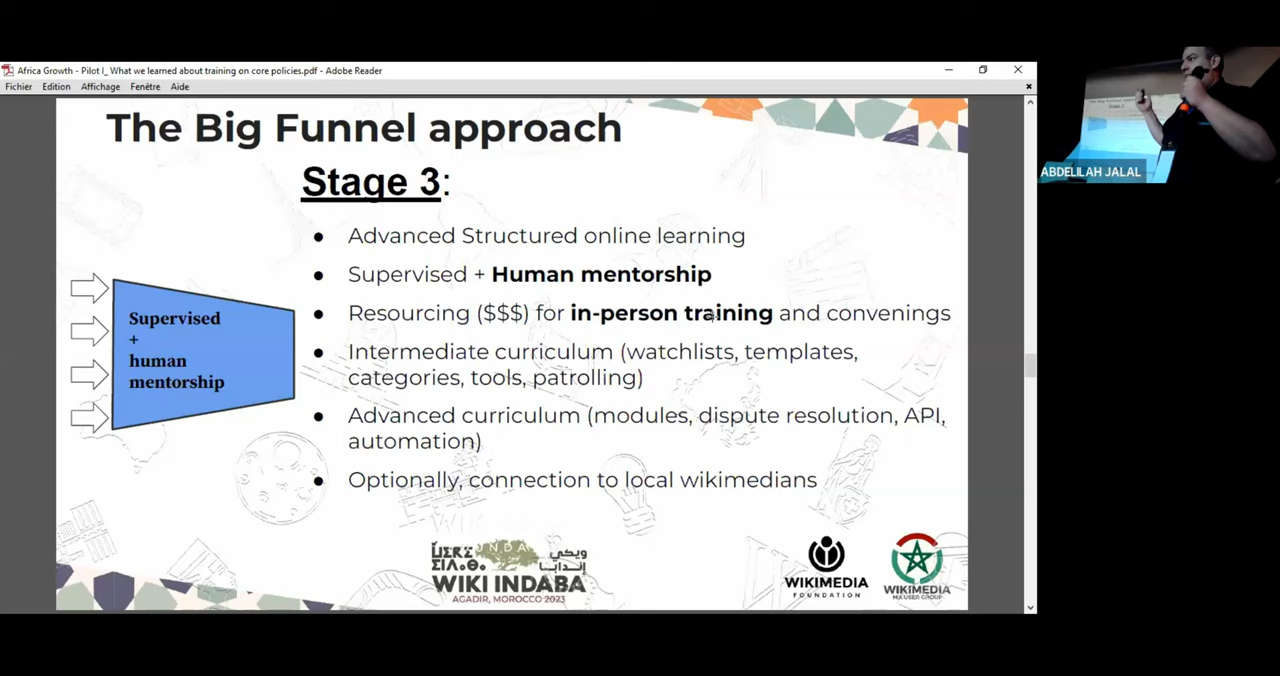 Africa Growth - Pilot I_ What we learned about training on core policies.pdf - Adobe Reader
Fichier Edition Affichage Fenêtre Aide
The Big Funnel approach
Stage 3:
Supervised
+
human
mentorship
• Advanced Structured online learning
• Supervised + Human mentorship
• Resourcing ($$$) for in-person training and convenings
• Intermediate curriculum (watchlists, templates,
categories, tools, patrolling)
• Advanced curriculum (modules, dispute resolution, API,
automation)
• Optionally, connection to local wikimedians
ويكي
إندابا
WIKI INDABA
AGADIR, MOROCCO 2023
WIKIMEDIA
FOUNDATION
WIKIMEDIA
MA USER GROUP
ABDELILAH JALAL